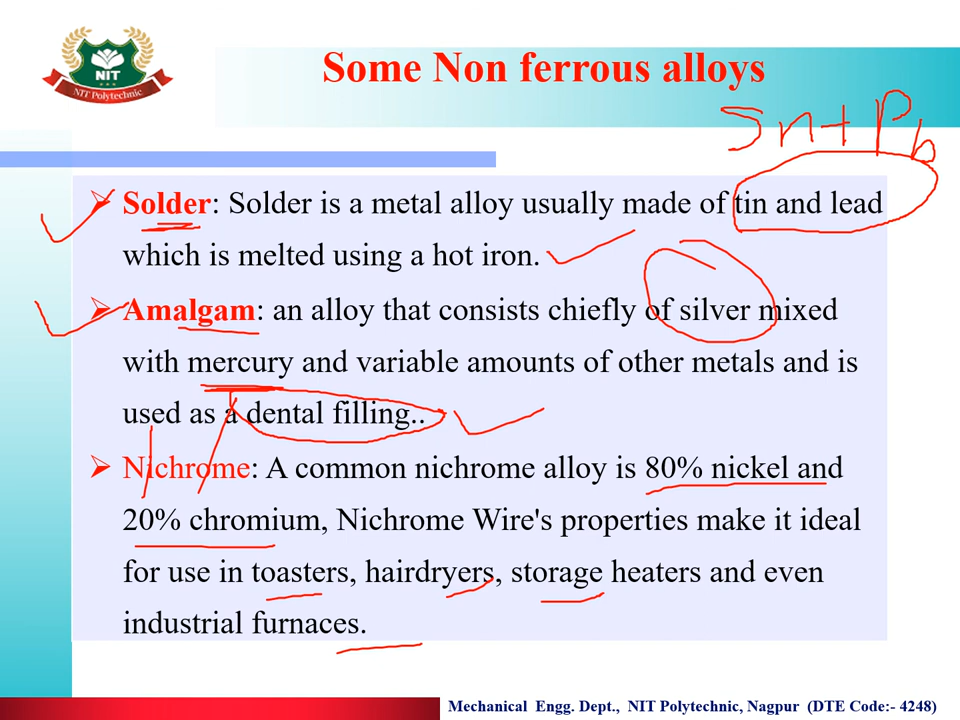 NIT
NIT Polytechnic
Some Non ferrous alloys
Sn+Pb
➢ Solder: Solder is a metal alloy usually made of tin and lead
which is melted using a hot iron.
➢ Amalgam: an alloy that consists chiefly of silver mixed
with mercury and variable amounts of other metals and is
used as a dental filling..
➢ Nichrome: A common nichrome alloy is 80% nickel and
20% chromium, Nichrome Wire's properties make it ideal
for use in toasters, hairdryers, storage heaters and even
industrial furnaces.
Mechanical Engg. Dept., NIT Polytechnic, Nagpur (DTE Code:- 4248)